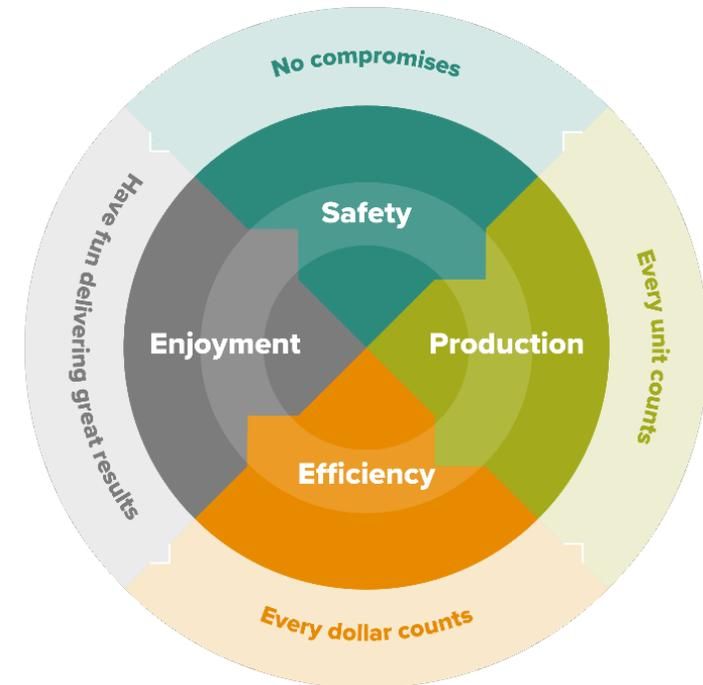 No compromises
Safety
Have fun delivering great results
Enjoyment
Production
Every unit counts
Efficiency
Every dollar counts